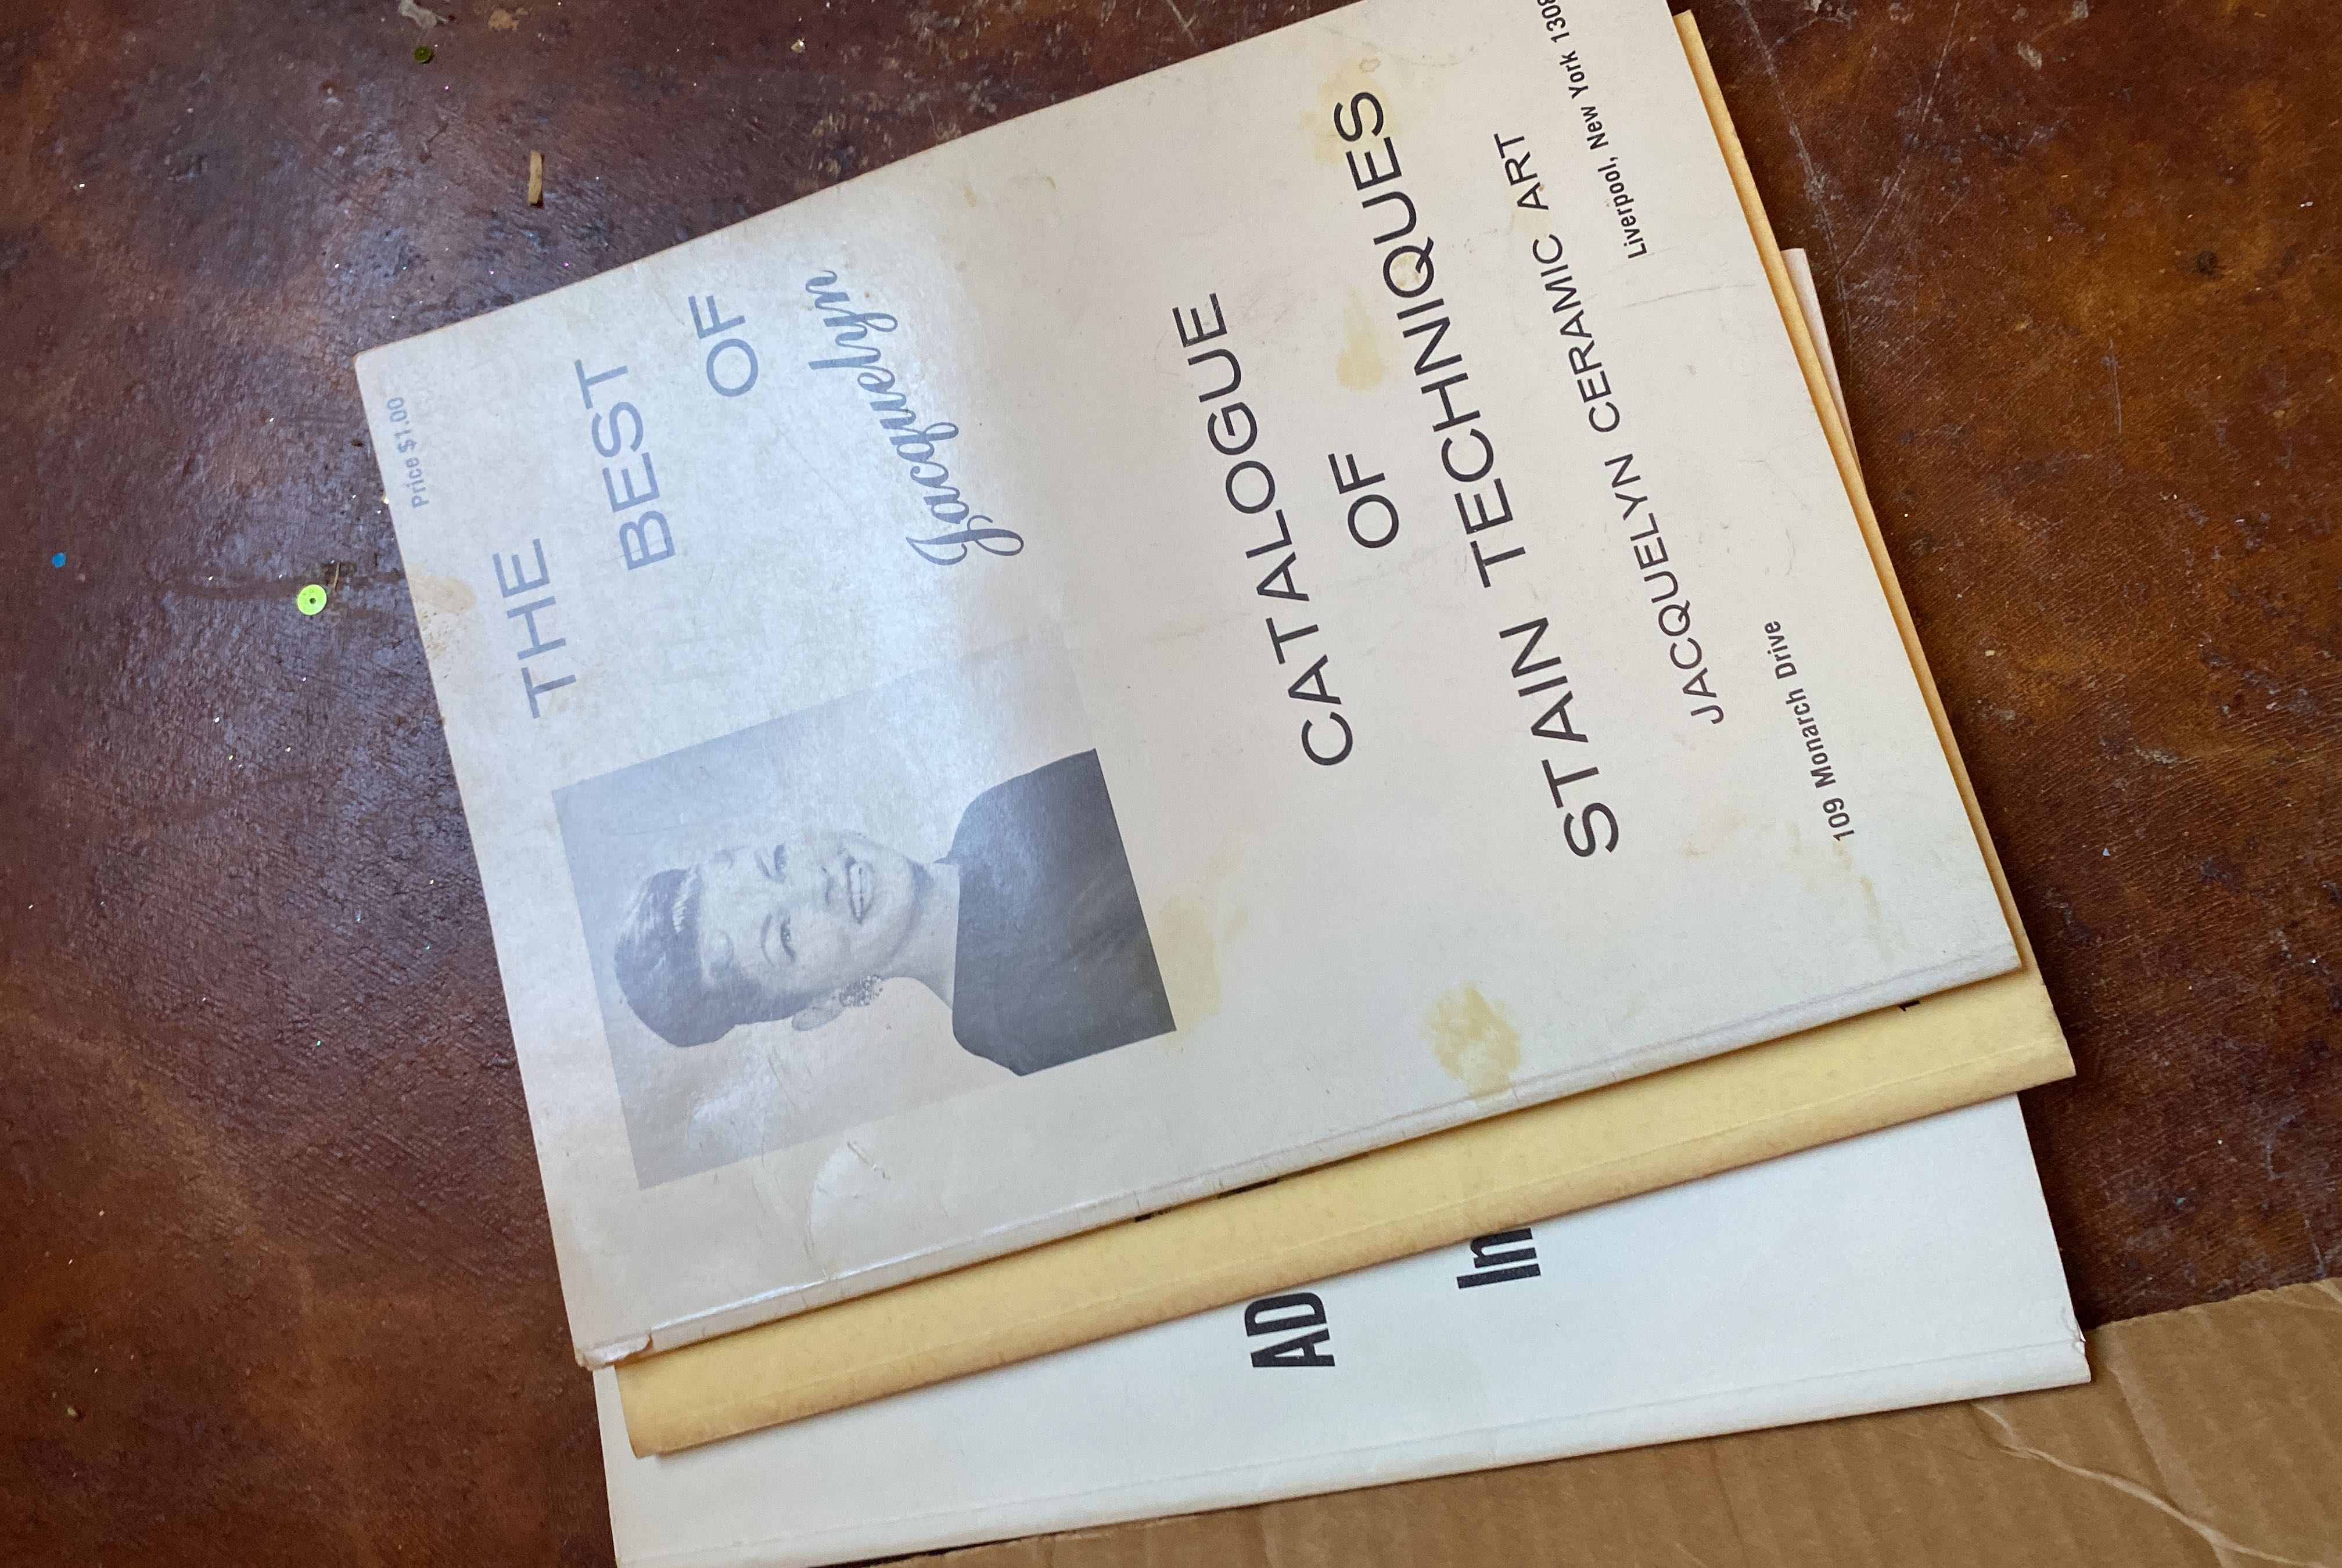 Price $1.00
THE
BEST
OF
Jacquelyn
CATALOGUE
OF
STAIN TECHNIQUES
JACQUELYN CERAMIC ART
109 Monarch Drive
Liverpool, New York 1308
AD
In